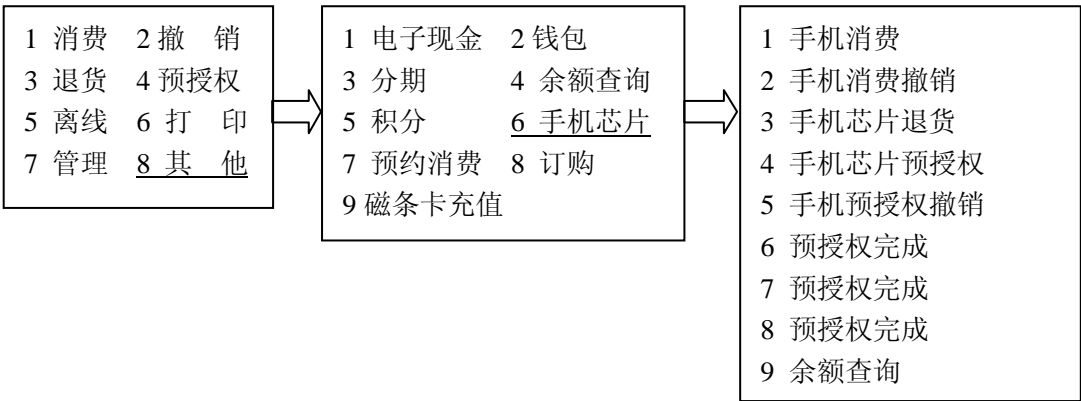 1 消费 2 撤 销
3 退货 4 预授权
5 离线 6 打 印
7 管理 8 其 他
1 电子现金 2 钱包
3 分期 4 余额查询
5 积分 6 手机芯片
7 预约消费 8 订购
9 磁条卡充值
1 手机消费
2 手机消费撤销
3 手机芯片退货
4 手机芯片预授权
5 手机预授权撤销
6 预授权完成
7 预授权完成
8 预授权完成
9 余额查询